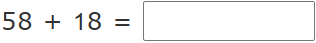 58 + 18 =